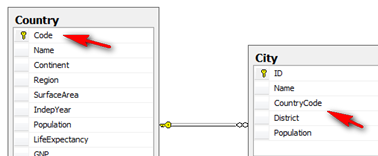 Country
Code
Name
Continent
Region
SurfaceArea
IndepYear
Population
LifeExpectancy
GNP
City
ID
Name
CountryCode
District
Population